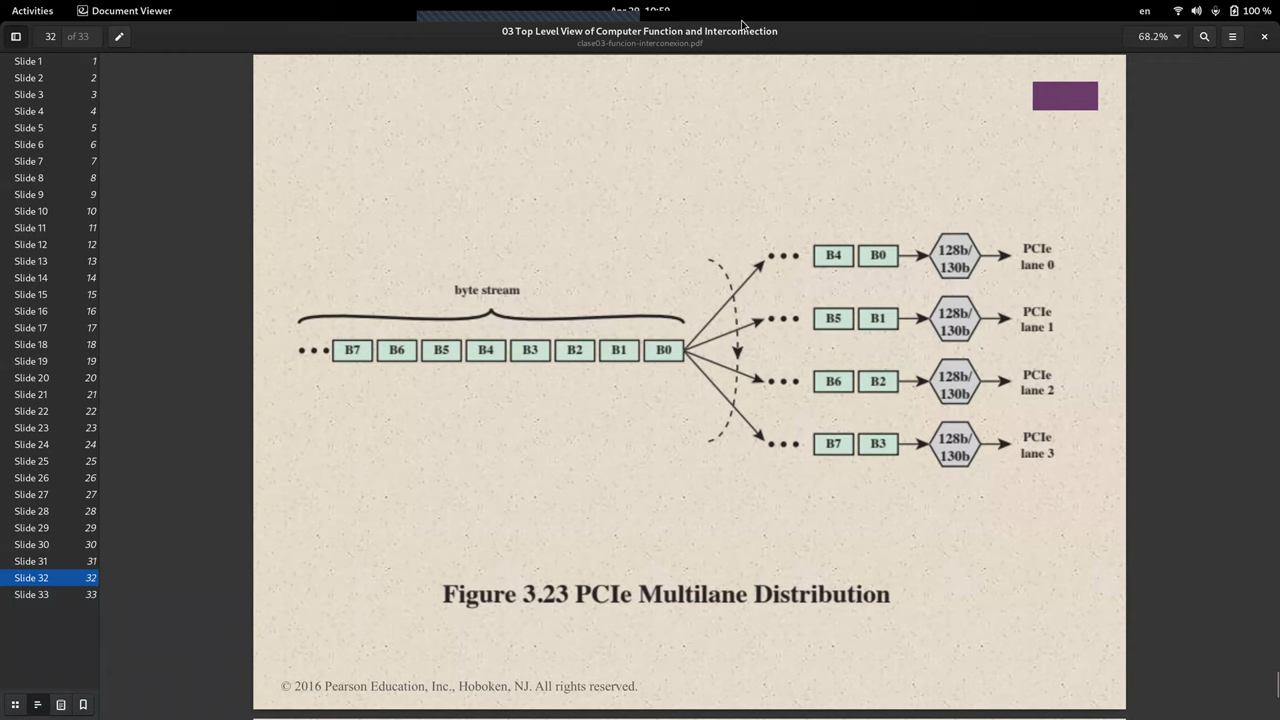 Activities
Document Viewer
Apr 29, 10:59
en
100 %
32 of 33
03 Top Level View of Computer Function and Interconnection
clase03-funcion-interconexion.pdf
68.2%
Slide 1 1
Slide 2 2
Slide 3 3
Slide 4 4
Slide 5 5
Slide 6 6
Slide 7 7
Slide 8 8
Slide 9 9
Slide 10 10
Slide 11 11
Slide 12 12
Slide 13 13
Slide 14 14
Slide 15 15
Slide 16 16
Slide 17 17
Slide 18 18
Slide 19 19
Slide 20 20
Slide 21 21
Slide 22 22
Slide 23 23
Slide 24 24
Slide 25 25
Slide 26 26
Slide 27 27
Slide 28 28
Slide 29 29
Slide 30 30
Slide 31 31
Slide 32 32
Slide 33 33
byte stream
B7 B6 B5 B4 B3 B2 B1 B0
B4 B0
128b/
130b
PCIe
lane 0
B5 B1
128b/
130b
PCIe
lane 1
B6 B2
128b/
130b
PCIe
lane 2
B7 B3
128b/
130b
PCIe
lane 3
Figure 3.23 PCIe Multilane Distribution
© 2016 Pearson Education, Inc., Hoboken, NJ. All rights reserved.